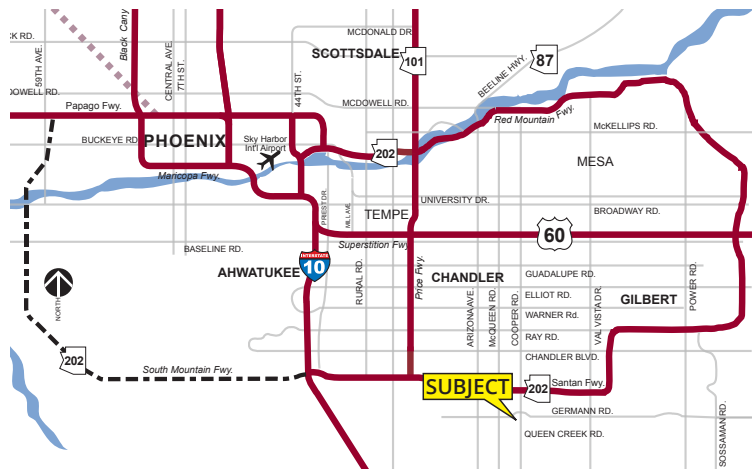 MCDONALD DR.
CK RD.
Black Cany
59TH AVE.
CENTRAL AVE.
7TH ST.
44TH ST.
SCOTTSDALE
101
BEELINE HWY.
87
DOWELL RD.
MCDOWELL RD.
Papago Fwy.
Red Mountain Fwy.
BUCKEYE RD.
PHOENIX
Sky Harbor
Int'l Airport
202
McKELLIPS RD.
MESA
Maricopa Fwy.
PRIEST DR.
MILL AVE.
UNIVERSITY DR.
TEMPE
BROADWAY RD.
60
BASELINE RD.
Superstition Fwy.
INTERSTATE
10
AHWATUKEE
RURAL RD.
Price Fwy.
CHANDLER
GUADALUPE RD.
NORTH
ARIZONA AVE.
McQUEEN RD.
COOPER RD.
ELLIOT RD.
VAL VISTA DR.
GILBERT
POWER RD.
WARNER Rd.
RAY RD.
CHANDLER BLVD.
202
South Mountain Fwy.
SUBJECT
202
Santan Fwy.
GERMANN RD.
QUEEN CREEK RD.
SOSSAMAN RD.